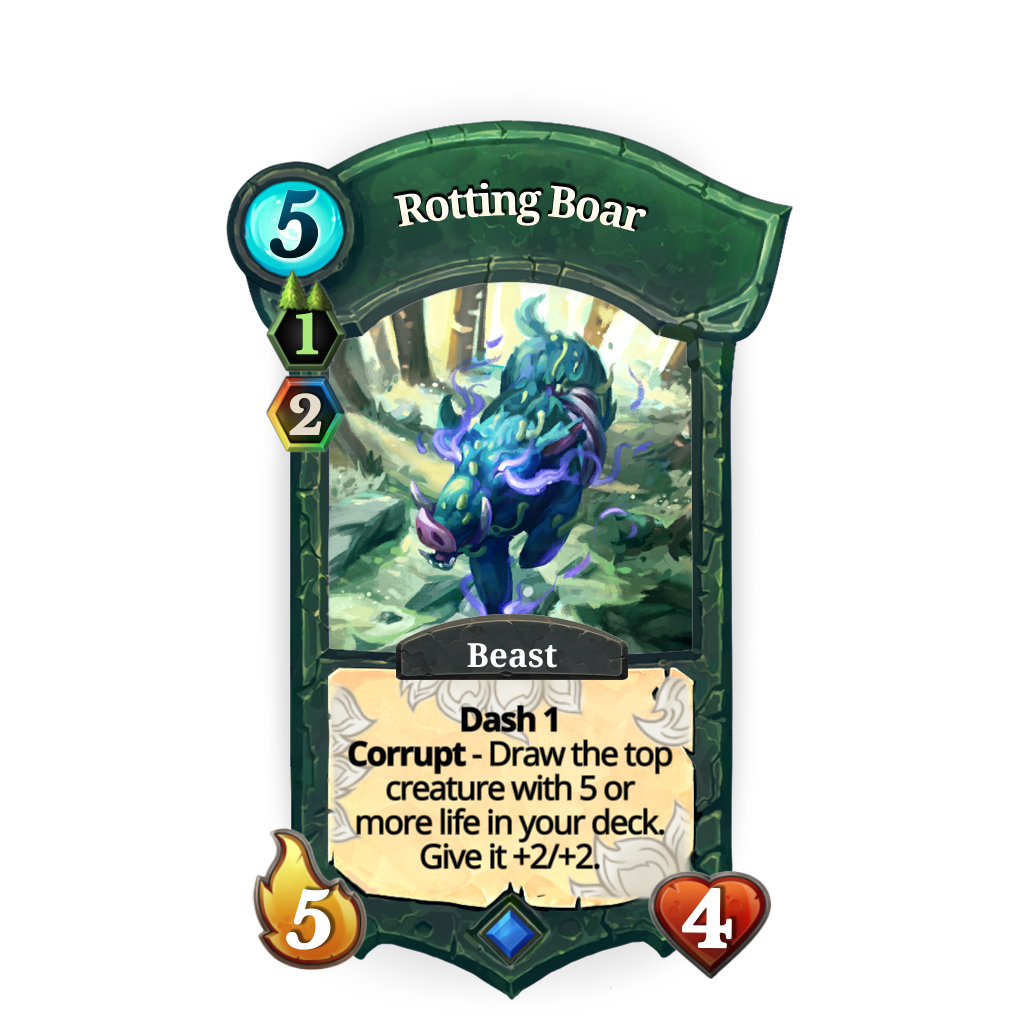 Rotting Boar
5
1
2
Beast
Dash 1
Corrupt - Draw the top
creature with 5 or
more life in your deck.
Give it +2/+2.
5
4